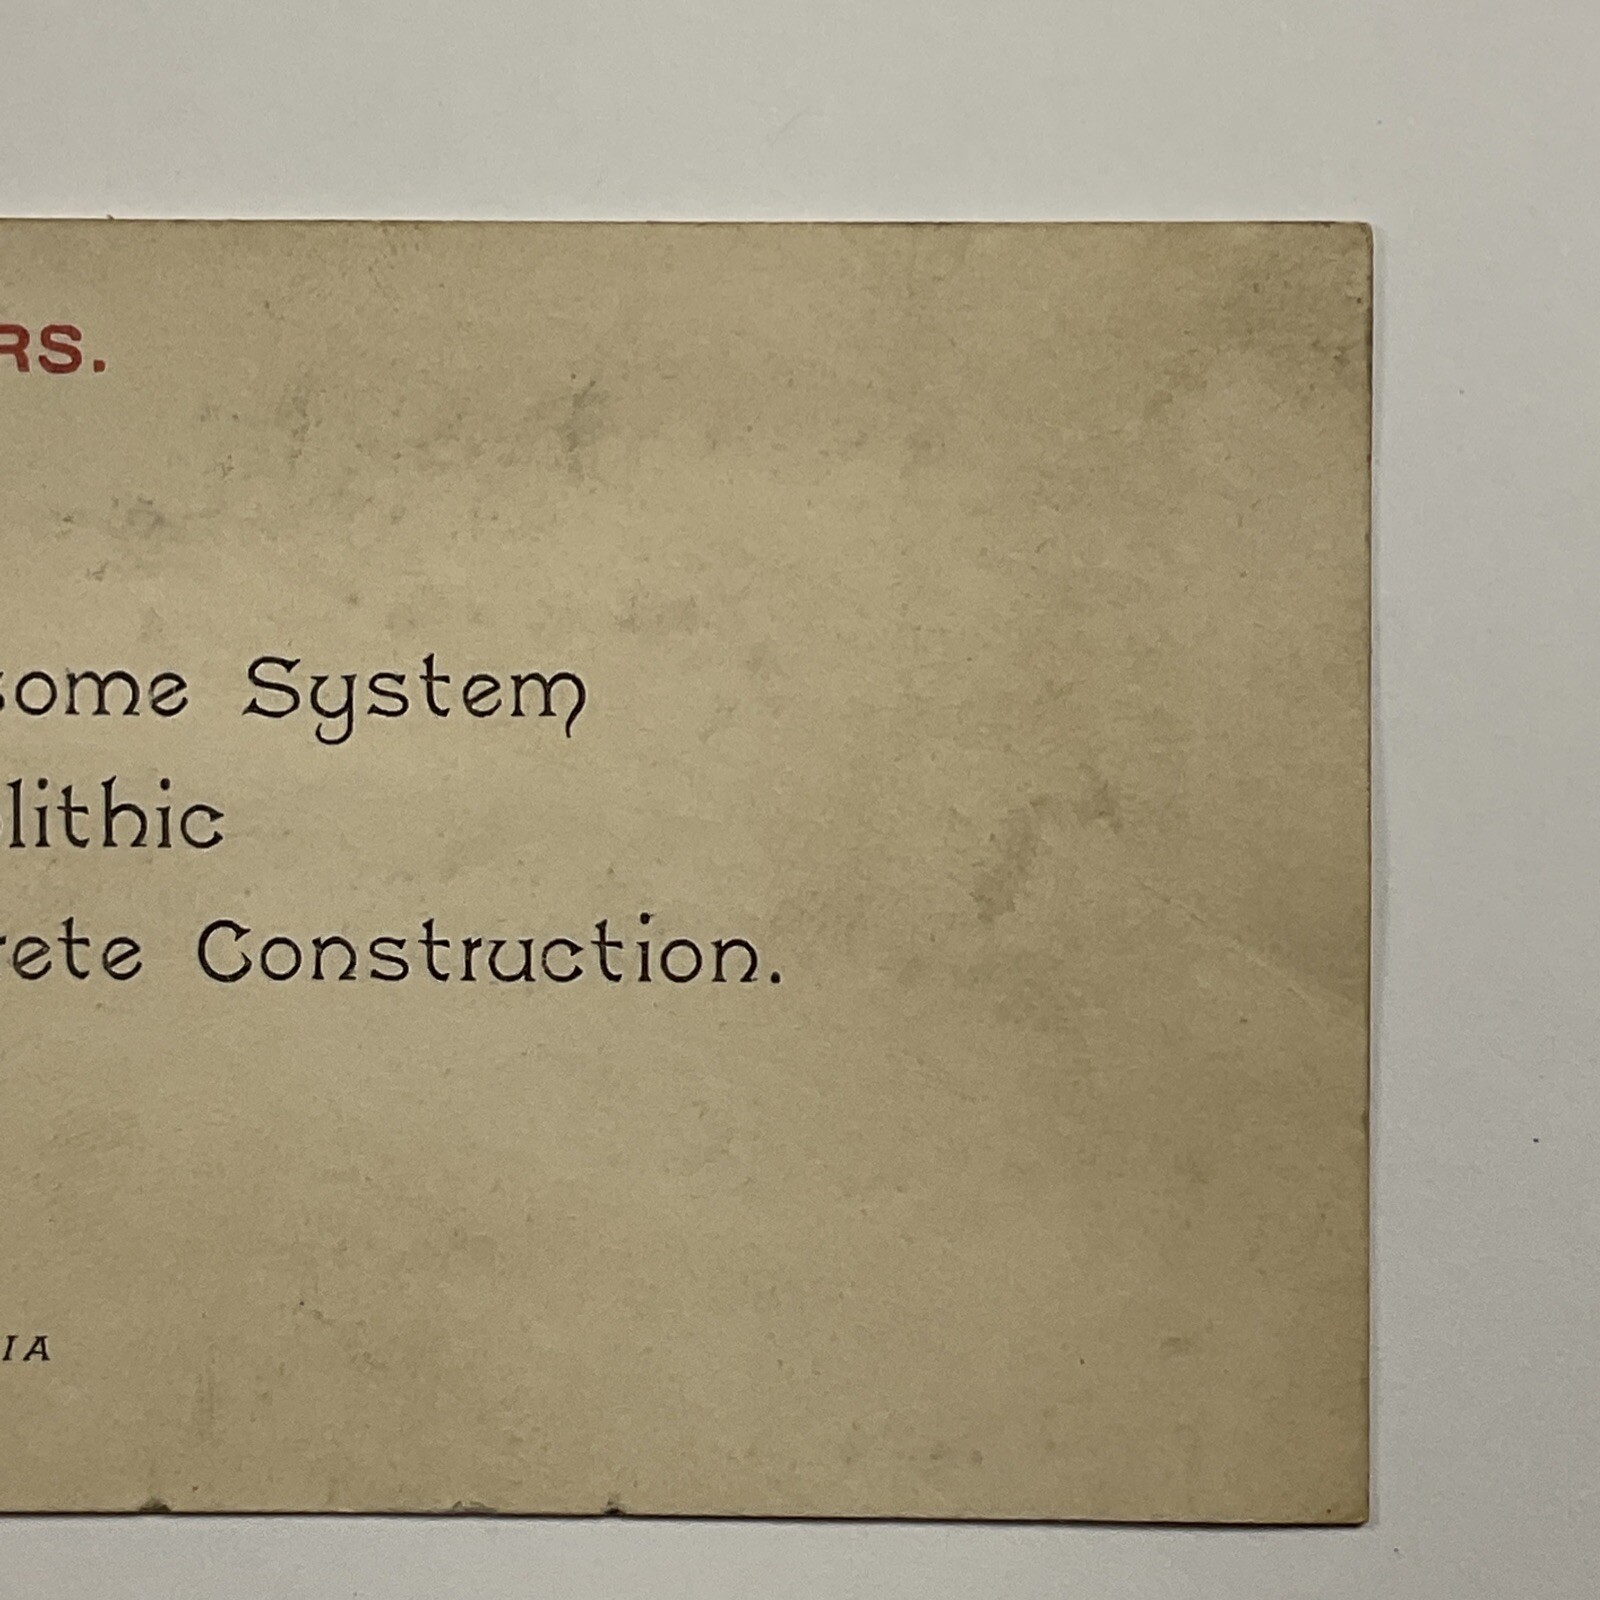 RS.
some System
lithic
rete Construction.
IA